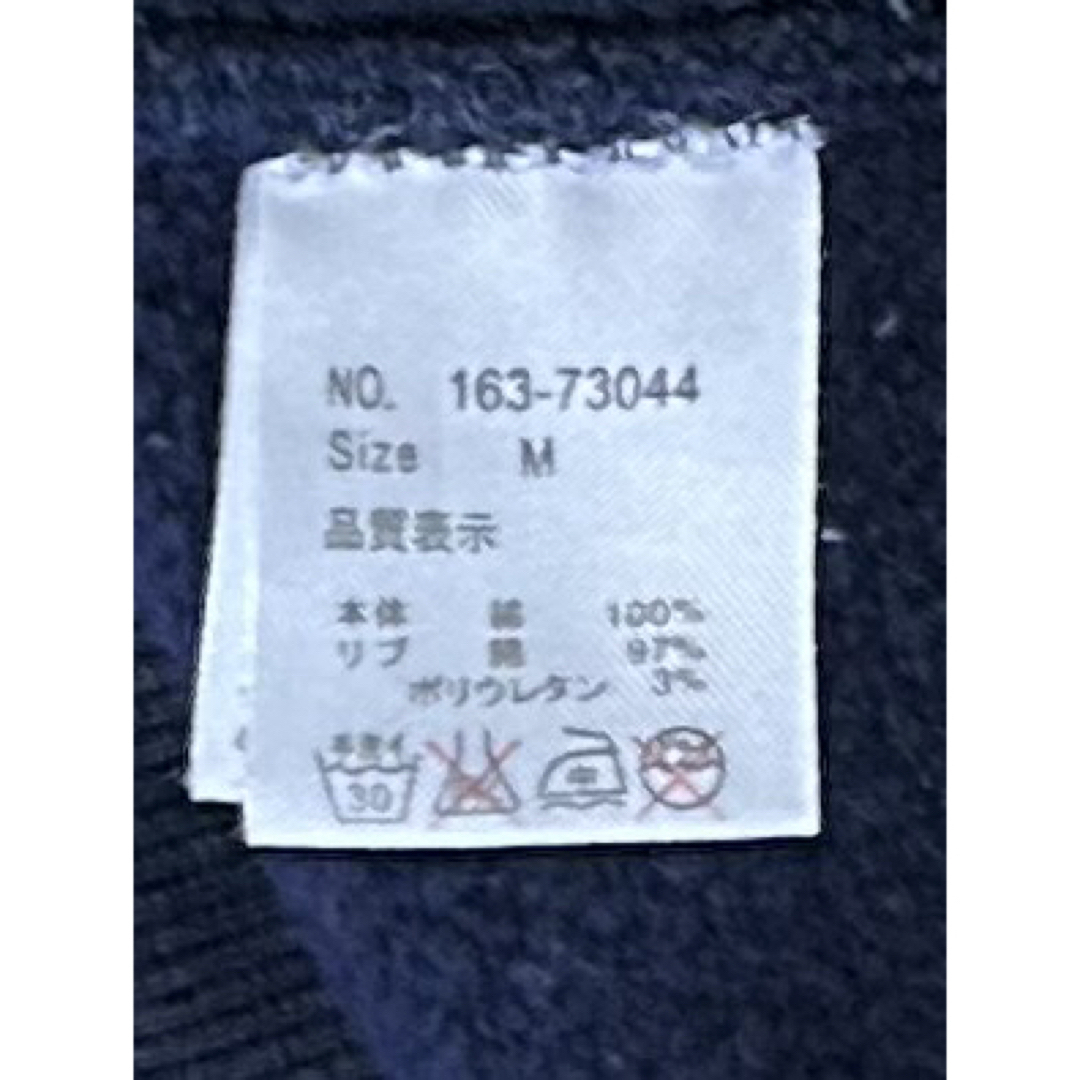 NO. 163-73044
Size M
品質表示
本体 綿 100%
リブ 綿 97%
ポリウレタン 3%
手洗イ
30
中